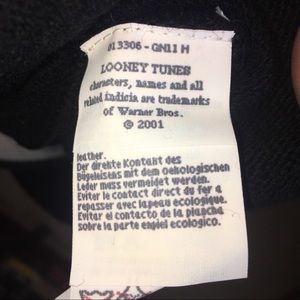 013306 - GN11 H
LOONEY TUNES
characters, names and all
related indicia are trademarks
of Warner Bros.
© 2001
leather.
Der direkte Kontakt des
Bügeleisens mit dem oekologischen
Leder muss vermeidet werden.
Eviter le contact direct du fer a
repasser avec la peau ecologique.
Evitar el contacto de la plancha
sobre la parte enpiel ecologico.